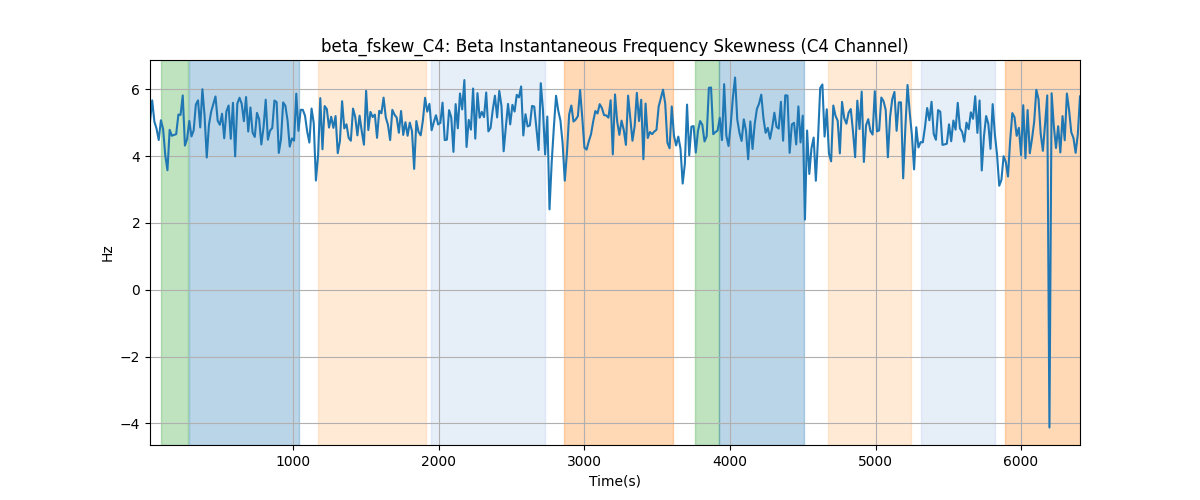 beta_fskew_C4: Beta Instantaneous Frequency Skewness (C4 Channel)
6
4
2
0
−2
−4
Hz
1000 2000 3000 4000 5000 6000
Time(s)